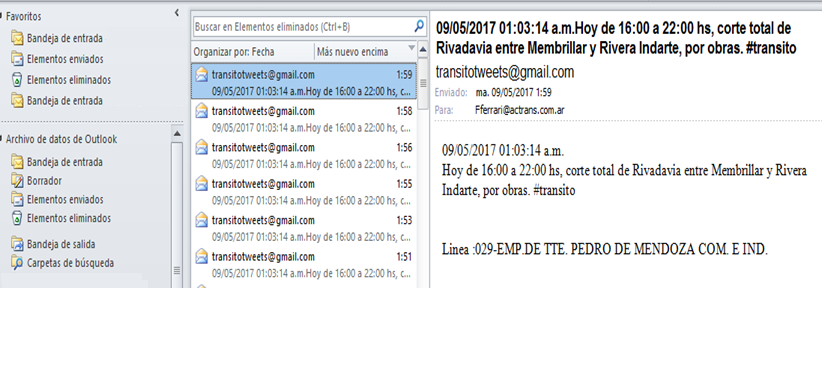 Favoritos
Bandeja de entrada
Elementos enviados
Elementos eliminados
Bandeja de entrada
Archivo de datos de Outlook
Bandeja de entrada
Borrador
Elementos enviados
Elementos eliminados
Bandeja de salida
Carpetas de búsqueda
Buscar en Elementos eliminados (Ctrl+B)
Organizar por: Fecha Más nuevo encima
transitotweets@gmail.com 1:59
09/05/2017 01:03:14 a.m.Hoy de 16:00 a 22:00 hs, c...
transitotweets@gmail.com 1:58
09/05/2017 01:03:14 a.m.Hoy de 16:00 a 22:00 hs, c...
transitotweets@gmail.com 1:56
09/05/2017 01:03:14 a.m.Hoy de 16:00 a 22:00 hs, c...
transitotweets@gmail.com 1:55
09/05/2017 01:03:14 a.m.Hoy de 16:00 a 22:00 hs, c...
transitotweets@gmail.com 1:53
09/05/2017 01:03:14 a.m.Hoy de 16:00 a 22:00 hs, c...
transitotweets@gmail.com 1:51
09/05/2017 01:03:14 a.m.Hoy de 16:00 a 22:00 hs, c...
09/05/2017 01:03:14 a.m.Hoy de 16:00 a 22:00 hs, corte total de
Rivadavia entre Membrillar y Rivera Indarte, por obras. #transito
transitotweets@gmail.com
Enviado: ma. 09/05/2017 1:59
Para: Fferrari@actrans.com.ar
09/05/2017 01:03:14 a.m.
Hoy de 16:00 a 22:00 hs, corte total de Rivadavia entre Membrillar y Rivera
Indarte, por obras. #transito
Linea :029-EMP.DE TTE. PEDRO DE MENDOZA COM. E IND.